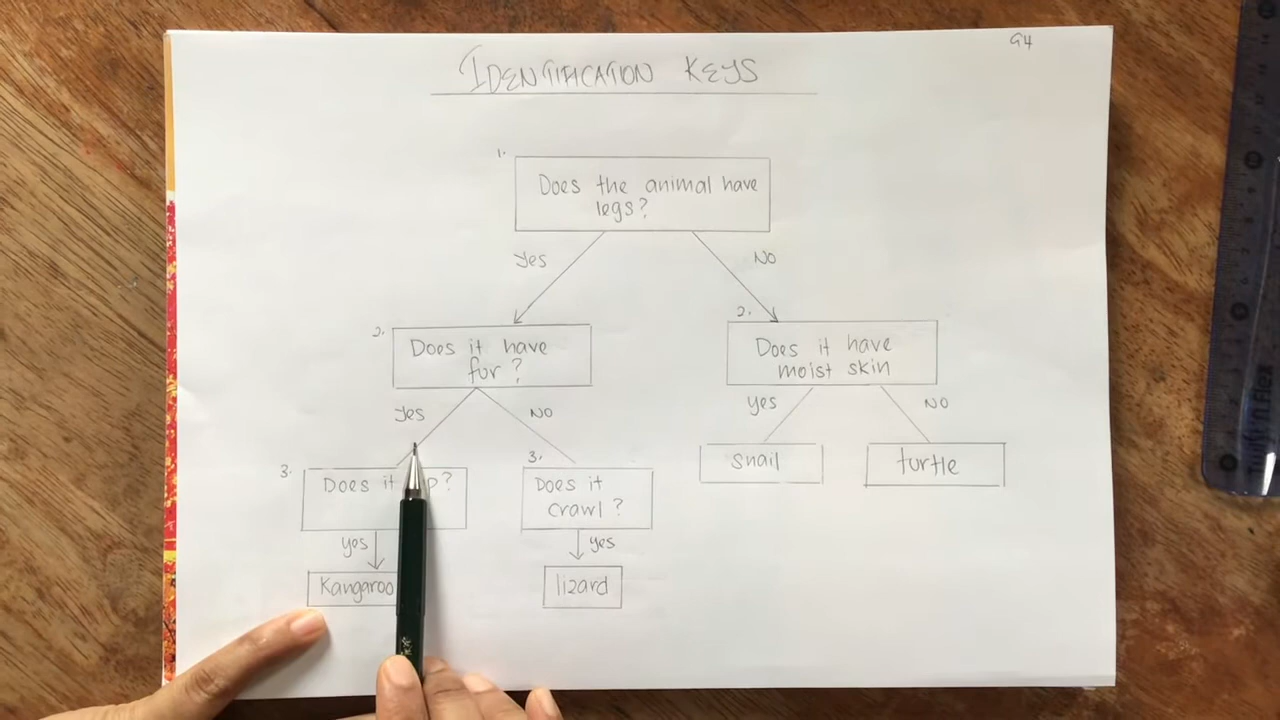 G4
IDENTIFICATION KEYS
1.
Does the animal have
legs?
Yes
NO
2.
Does it have
fur?
2.
Does it have
moist skin
Yes
NO
yes
NO
3.
Does it p?
3.
Does it
crawl?
snail
turtle
yes
yes
Kangaroo
lizard